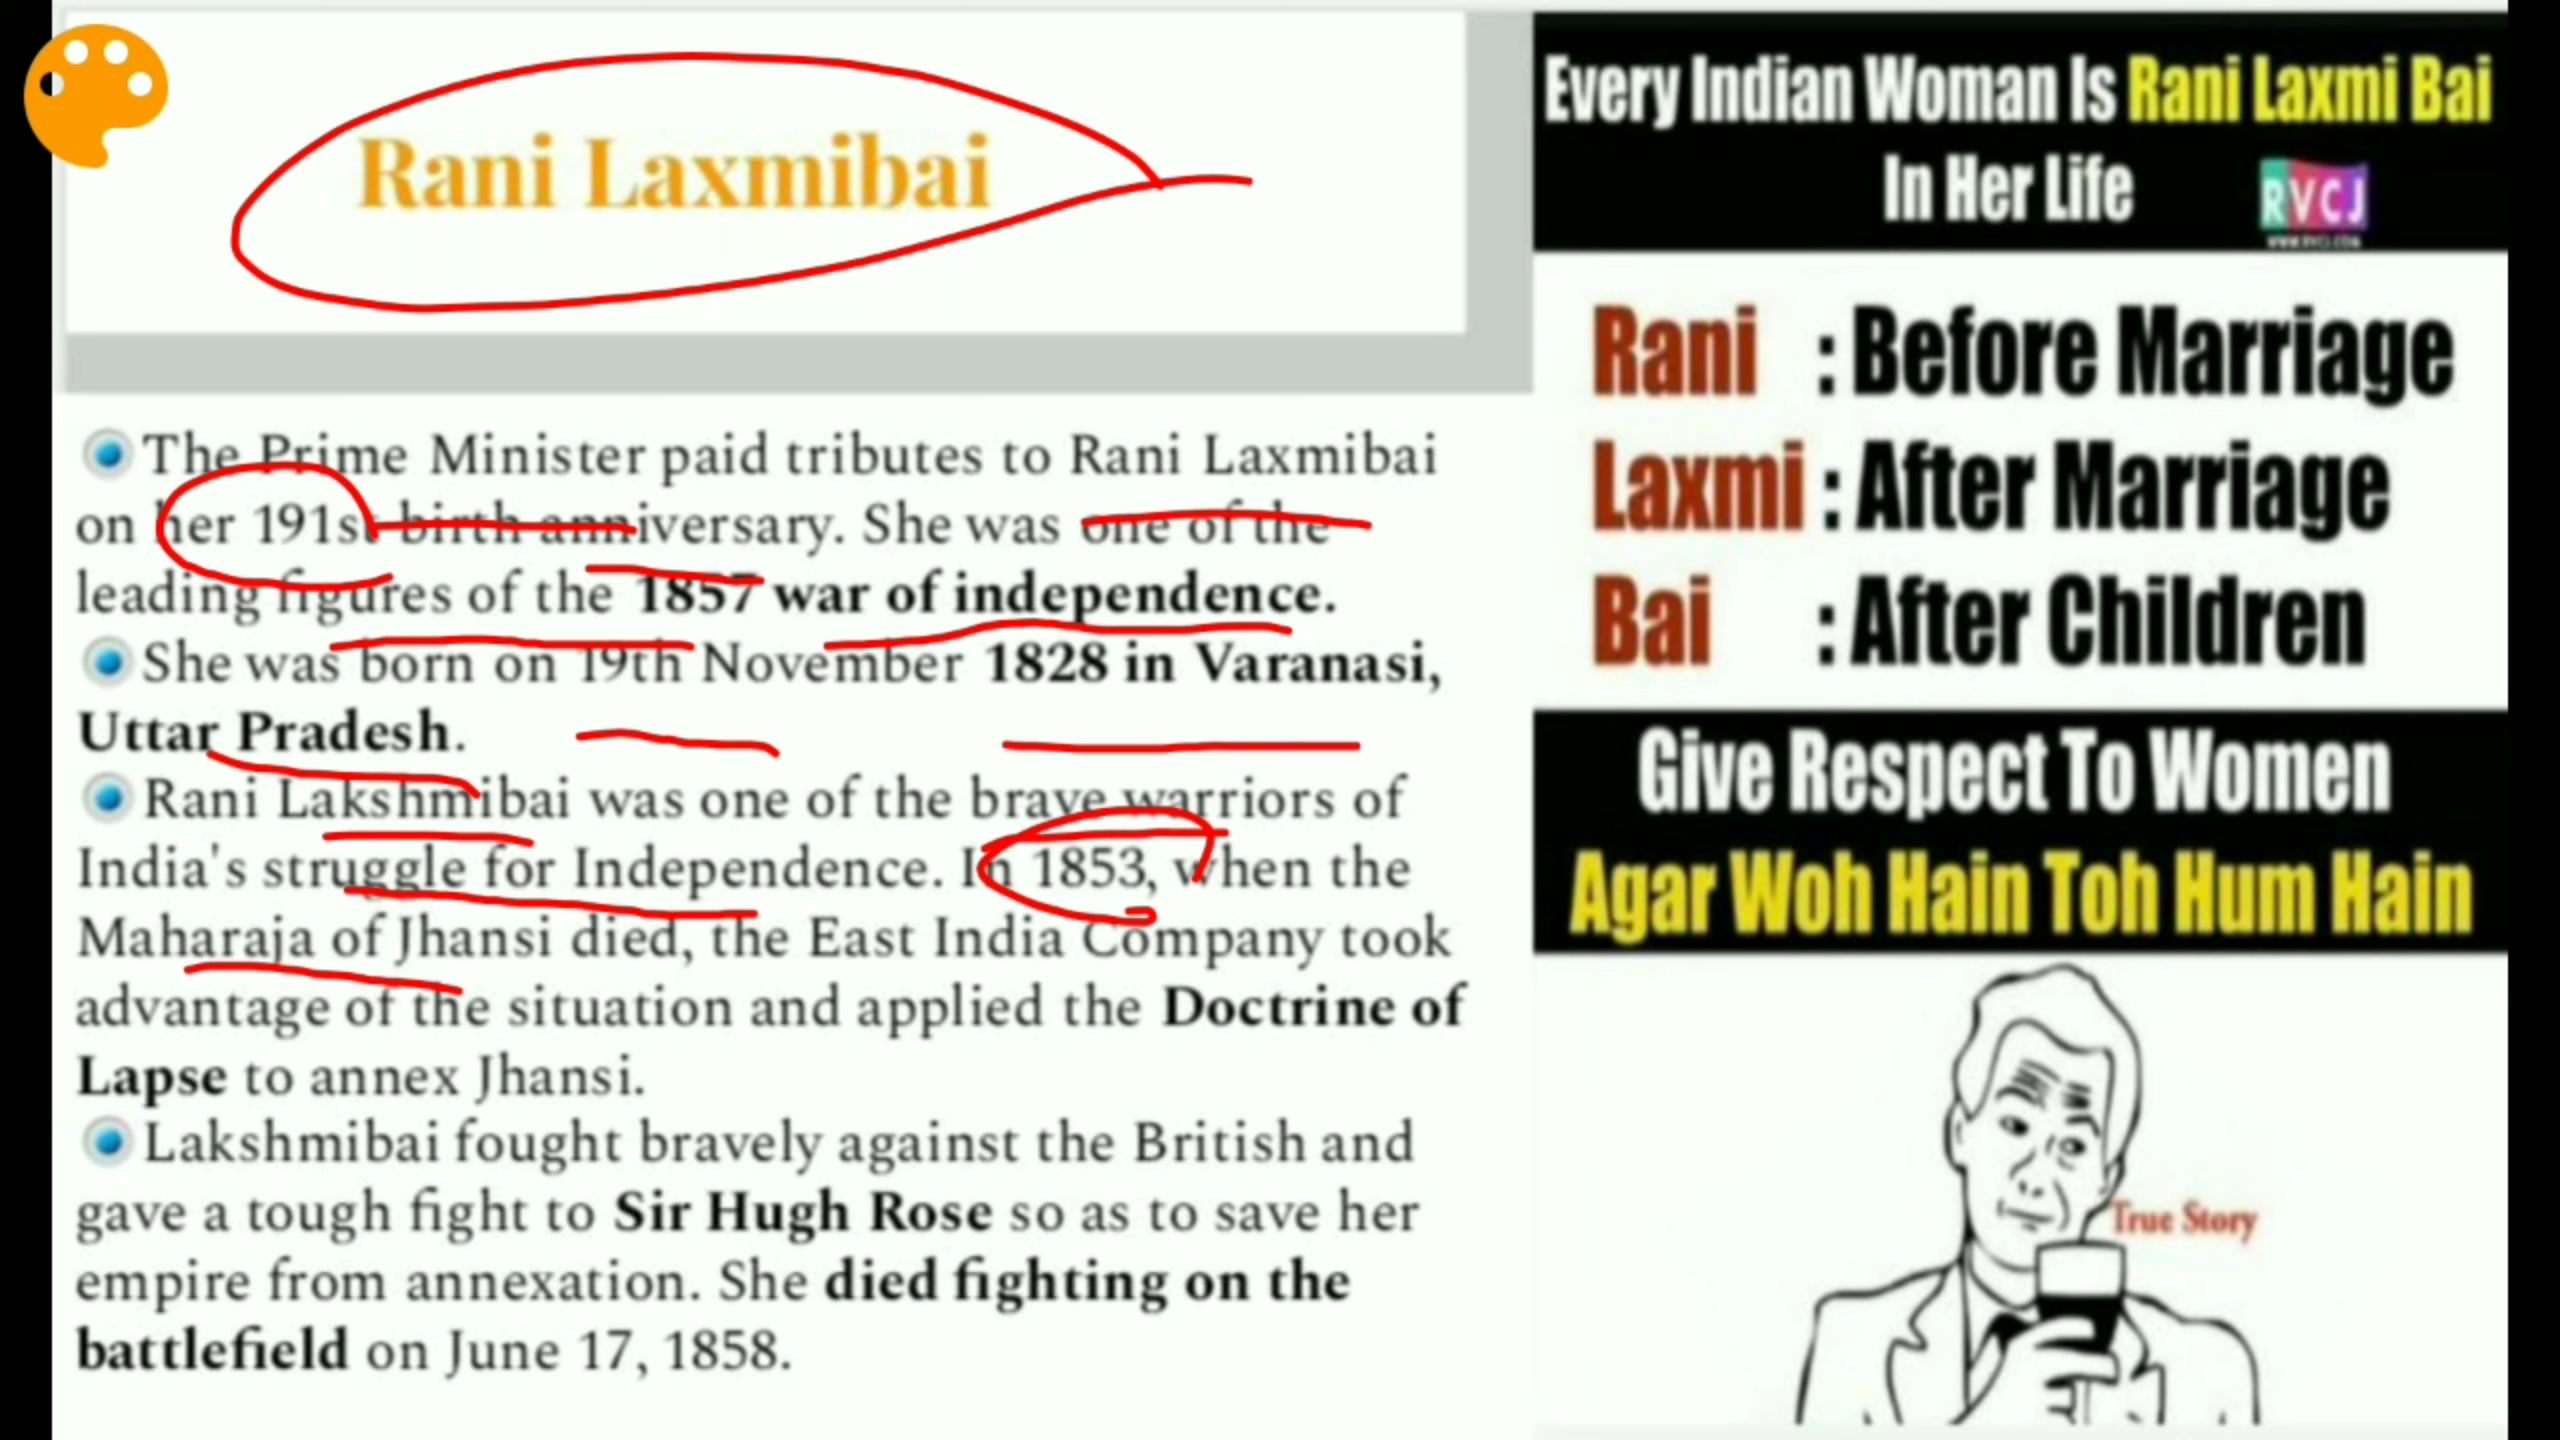 Rani Laxmibai
The Prime Minister paid tributes to Rani Laxmibai
on her 191st birth anniversary. She was one of the
leading figures of the 1857 war of independence.
She was born on 19th November 1828 in Varanasi,
Uttar Pradesh.
Rani Lakshmibai was one of the brave warriors of
India's struggle for Independence. In 1853, when the
Maharaja of Jhansi died, the East India Company took
advantage of the situation and applied the Doctrine of
Lapse to annex Jhansi.
Lakshmibai fought bravely against the British and
gave a tough fight to Sir Hugh Rose so as to save her
empire from annexation. She died fighting on the
battlefield on June 17, 1858.
Every Indian Woman Is Rani Laxmi Bai
In Her Life
RVCJ
WWW.RVCJ.COM
Rani : Before Marriage
Laxmi : After Marriage
Bai : After Children
Give Respect To Women
Agar Woh Hain Toh Hum Hain
True Story